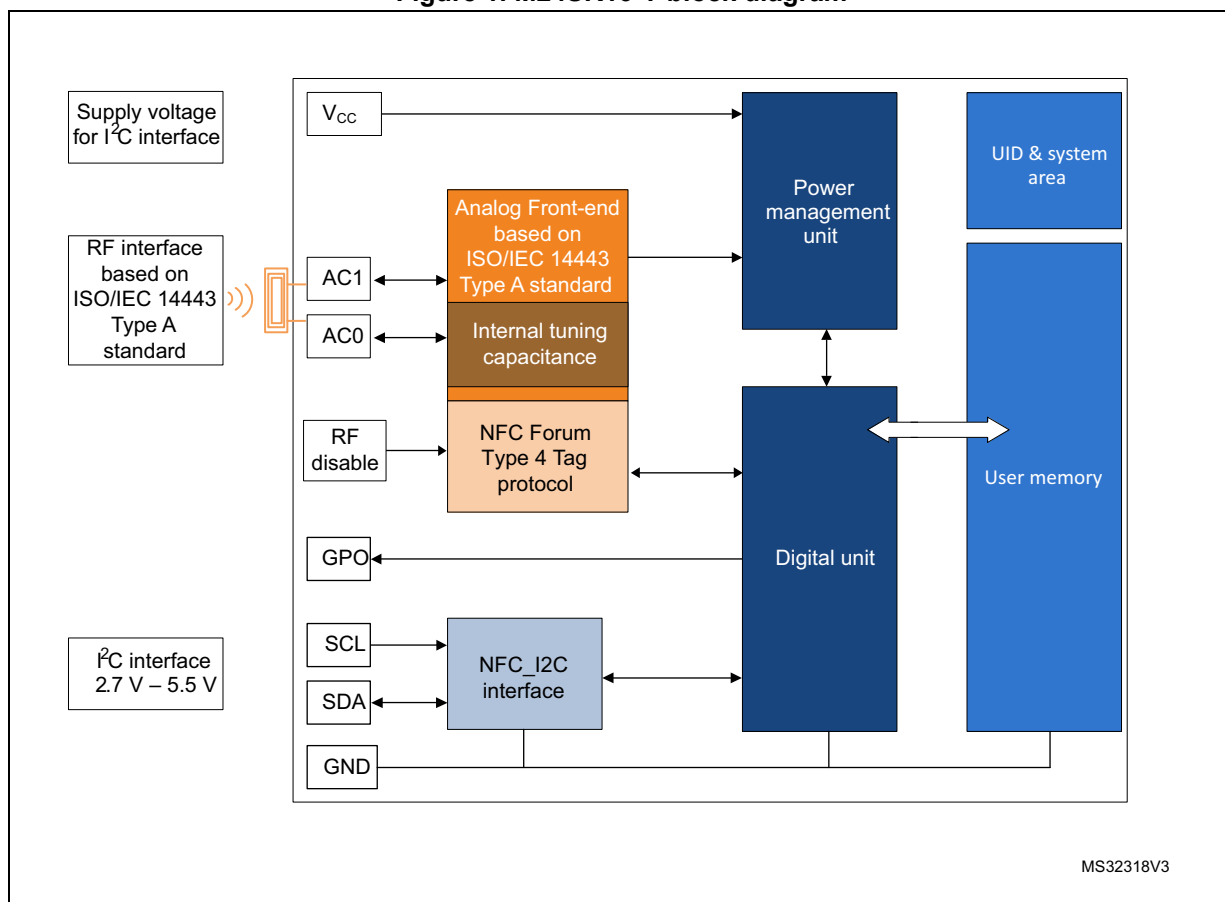 Supply voltage
for I²C interface
V_CC
Power
management
unit
UID & system
area
RF interface
based on
ISO/IEC 14443
Type A
standard
AC1
AC0
Analog Front-end
based on
ISO/IEC 14443
Type A standard
Internal tuning
capacitance
RF
disable
NFC Forum
Type 4 Tag
protocol
User memory
GPO
Digital unit
I²C interface
2.7 V – 5.5 V
SCL
SDA
NFC_I2C
interface
GND
MS32318V3